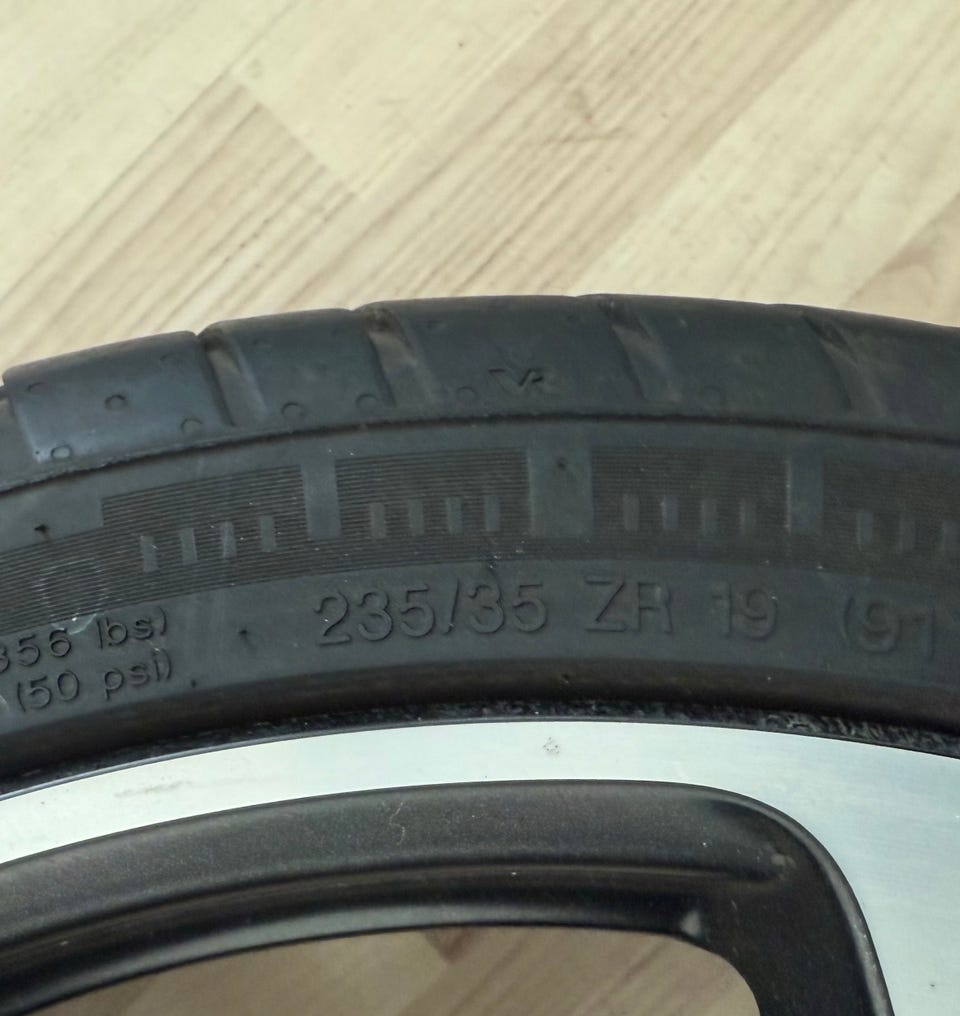 356 lbs)
(50 psi)
235/35 ZR 19 (91